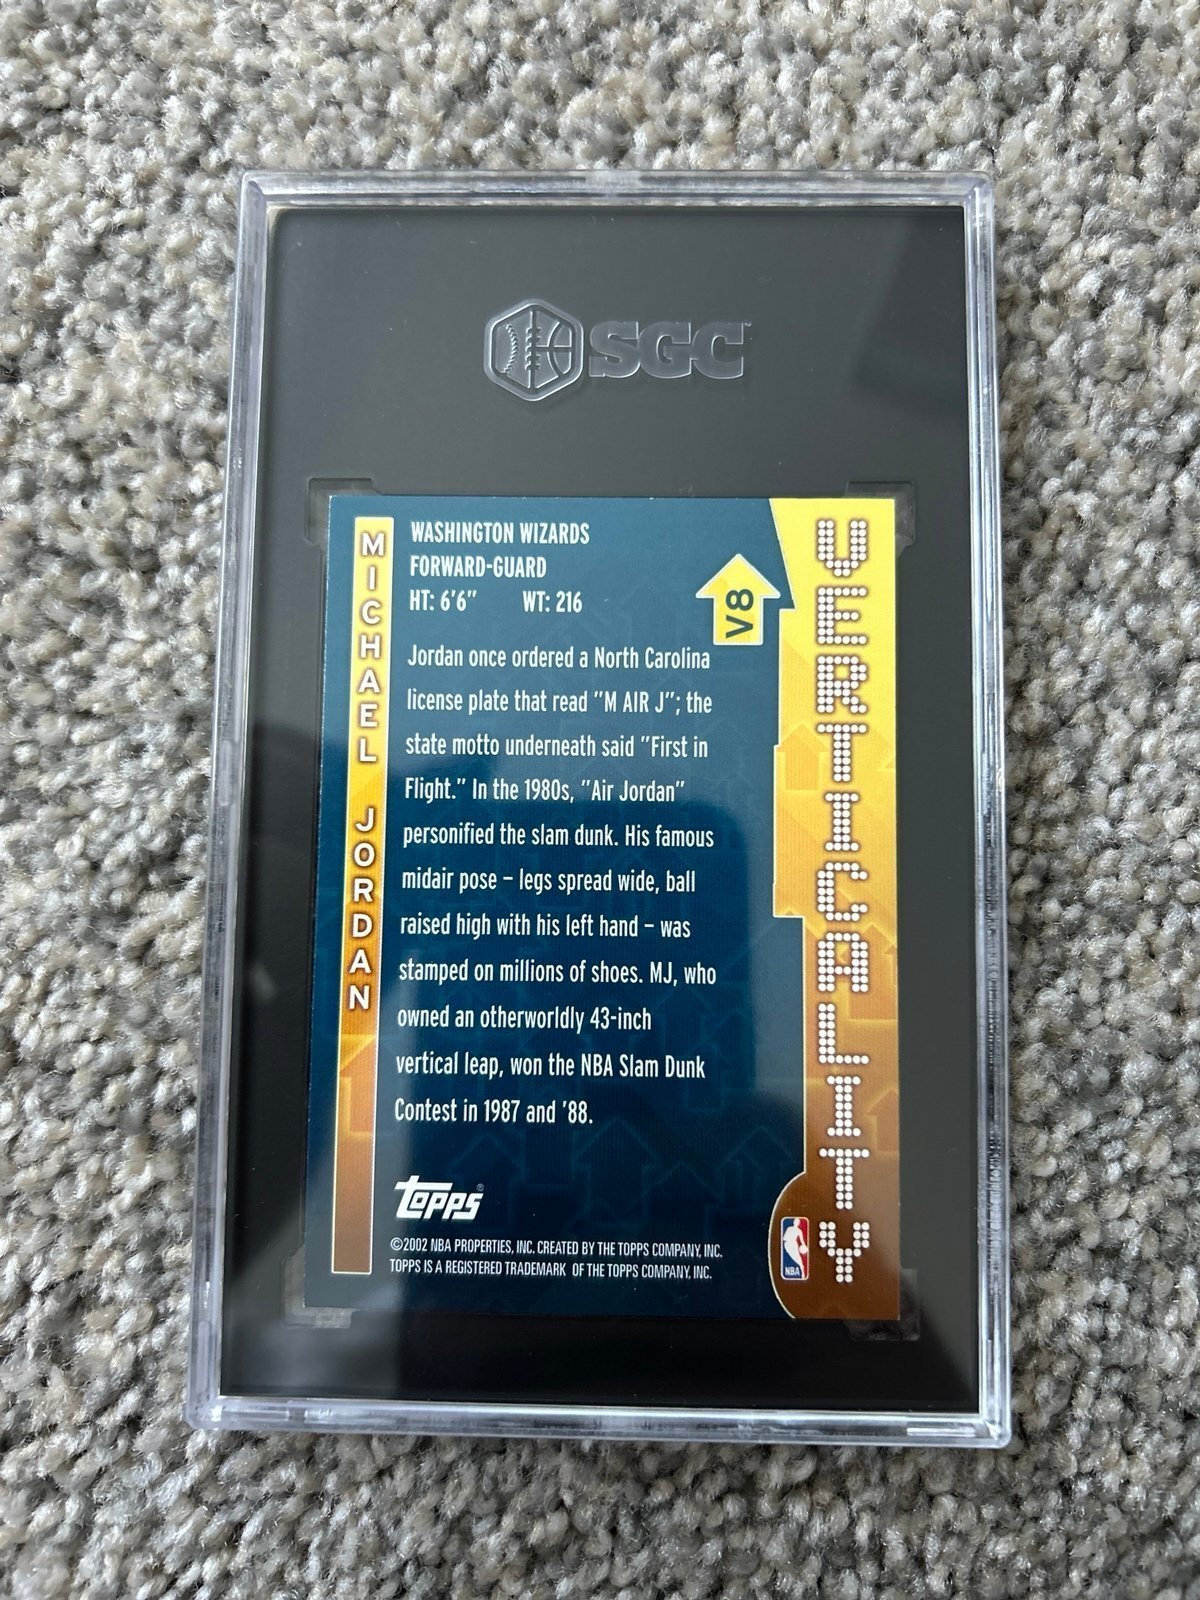 SGC
MICHAEL JORDAN
WASHINGTON WIZARDS
FORWARD-GUARD
HT: 6'6" WT: 216
V8
Jordan once ordered a North Carolina
license plate that read "M AIR J"; the
state motto underneath said "First in
Flight." In the 1980s, "Air Jordan"
personified the slam dunk. His famous
midair pose – legs spread wide, ball
raised high with his left hand – was
stamped on millions of shoes. MJ, who
owned an otherworldly 43-inch
vertical leap, won the NBA Slam Dunk
Contest in 1987 and '88.
VERTICALITY
Topps®
©2002 NBA PROPERTIES, INC. CREATED BY THE TOPPS COMPANY, INC.
TOPPS IS A REGISTERED TRADEMARK OF THE TOPPS COMPANY, INC.
NBA